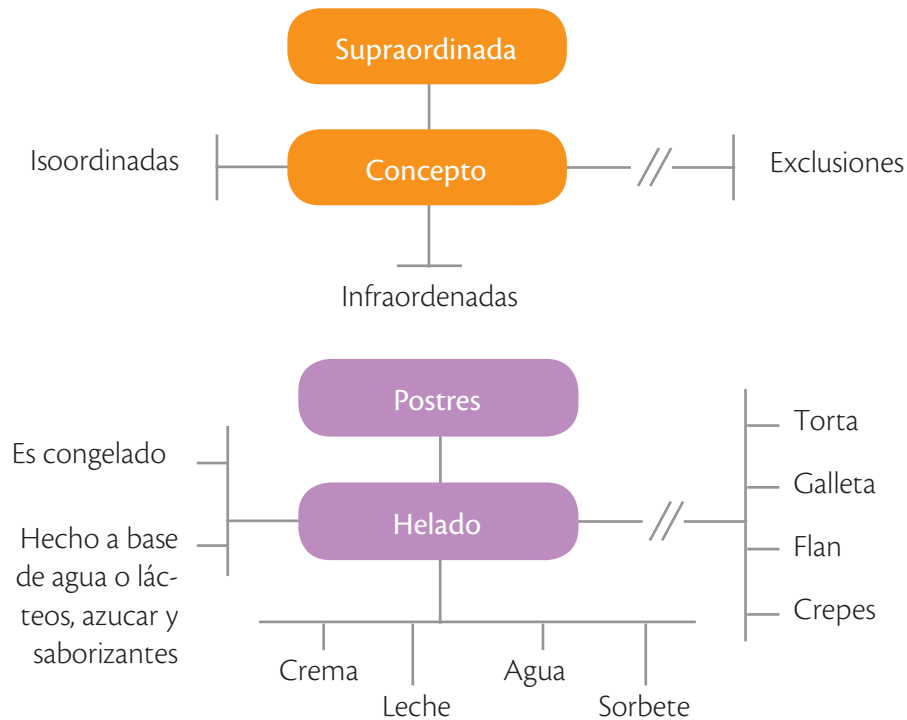 Supraordinada
Isoordinadas
Concepto
Exclusiones
Infraordenadas
Postres
Es congelado
Hecho a base
de agua o lác-
teos, azucar y
saborizantes
Helado
Torta
Galleta
Flan
Crepes
Crema
Leche
Agua
Sorbete